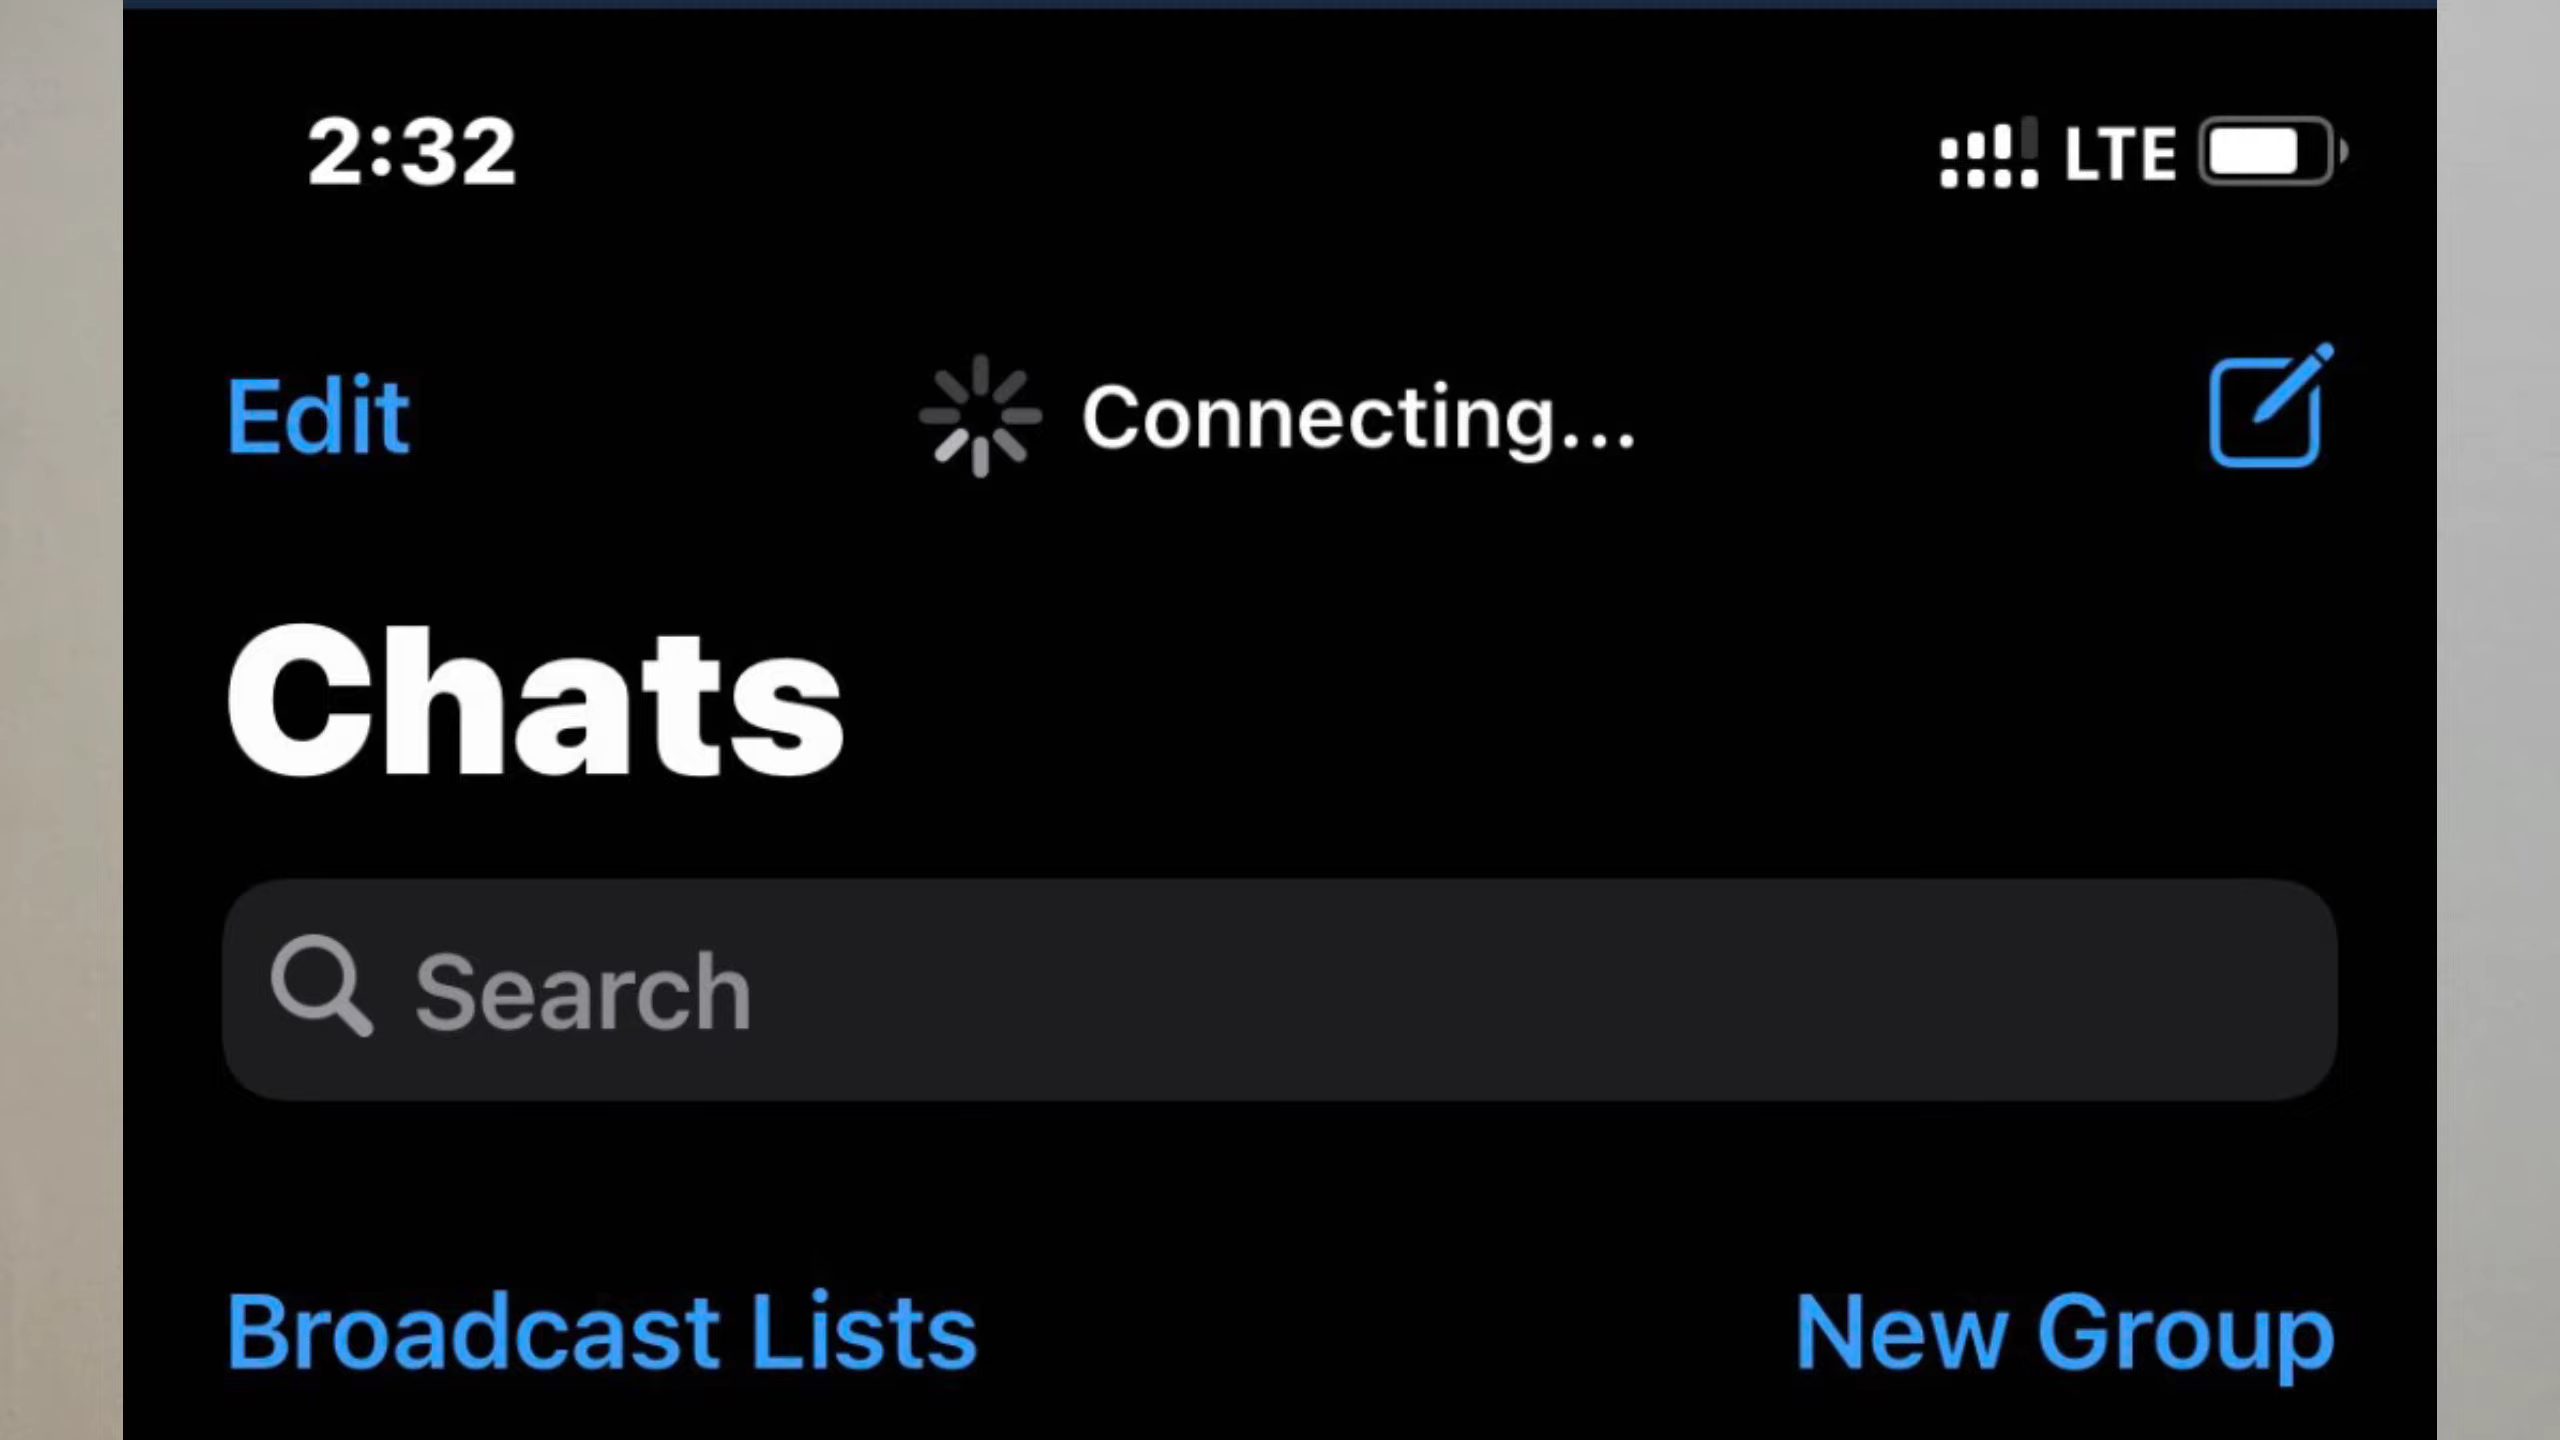 2:32 LTE
Edit Connecting...
Chats
Search
Broadcast Lists New Group